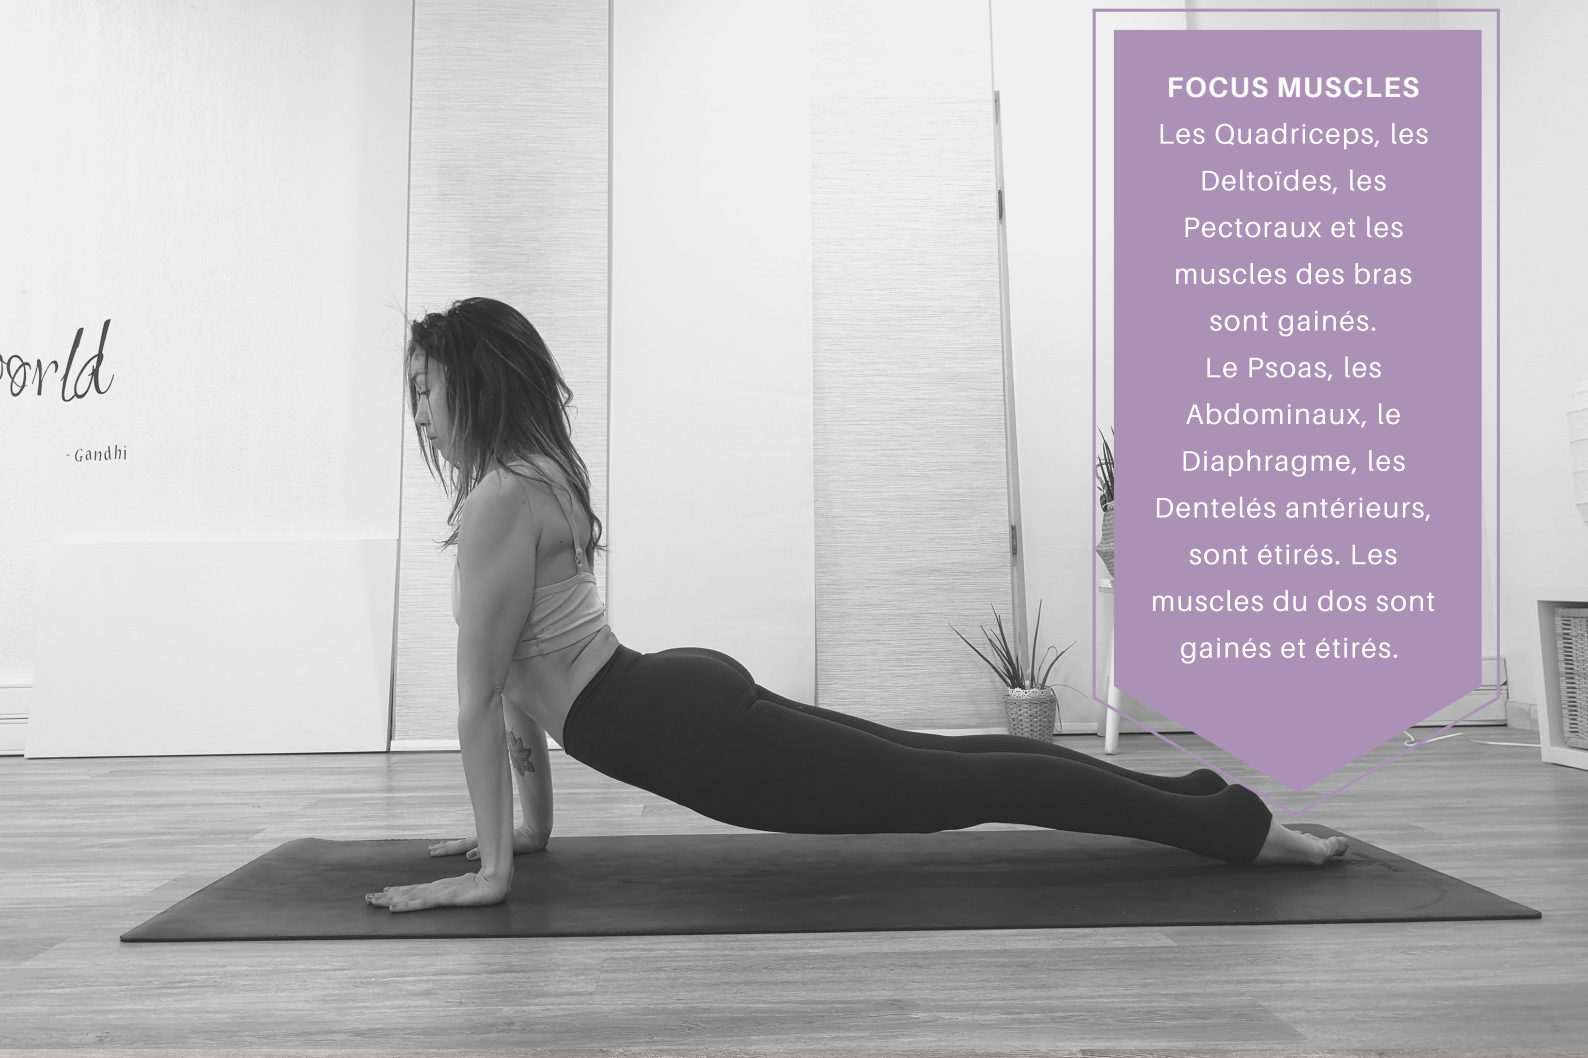 world
- Gandhi
FOCUS MUSCLES
Les Quadriceps, les
Deltoïdes, les
Pectoraux et les
muscles des bras
sont gainés.
Le Psoas, les
Abdominaux, le
Diaphragme, les
Dentelés antérieurs,
sont étirés. Les
muscles du dos sont
gainés et étirés.